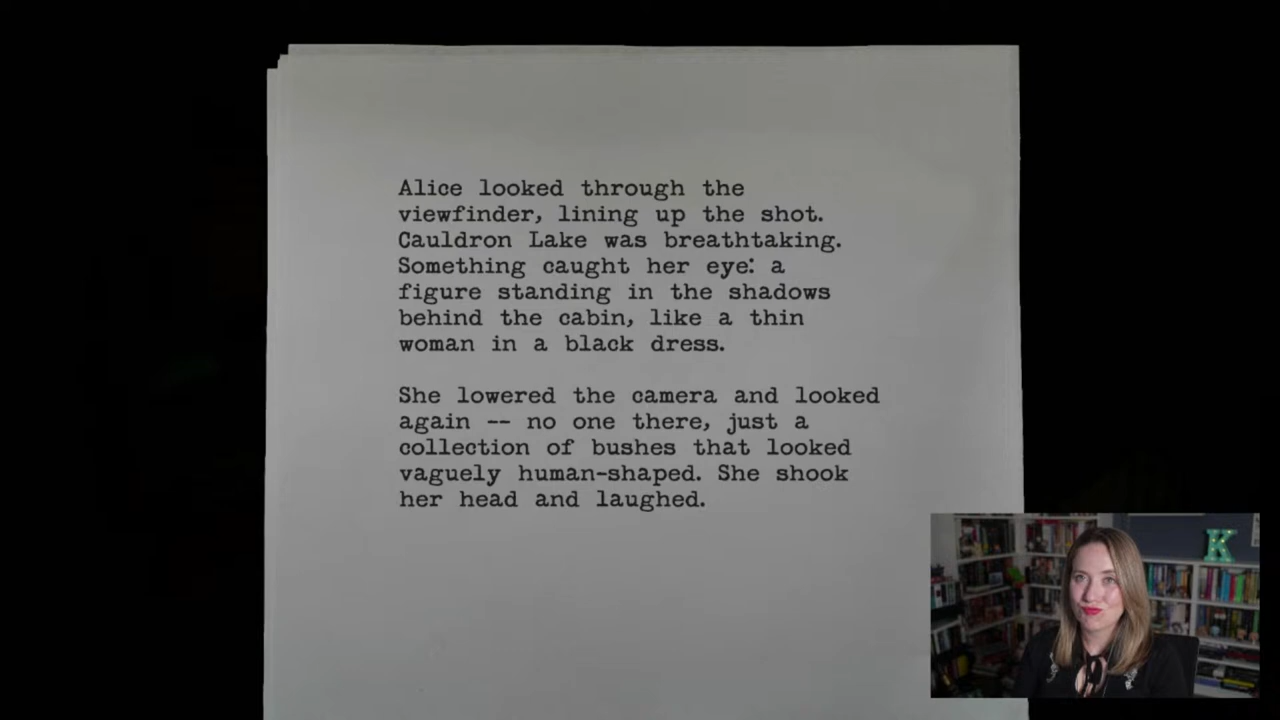 Alice looked through the
viewfinder, lining up the shot.
Cauldron Lake was breathtaking.
Something caught her eye: a
figure standing in the shadows
behind the cabin, like a thin
woman in a black dress.
She lowered the camera and looked
again -- no one there, just a
collection of bushes that looked
vaguely human-shaped. She shook
her head and laughed.
K